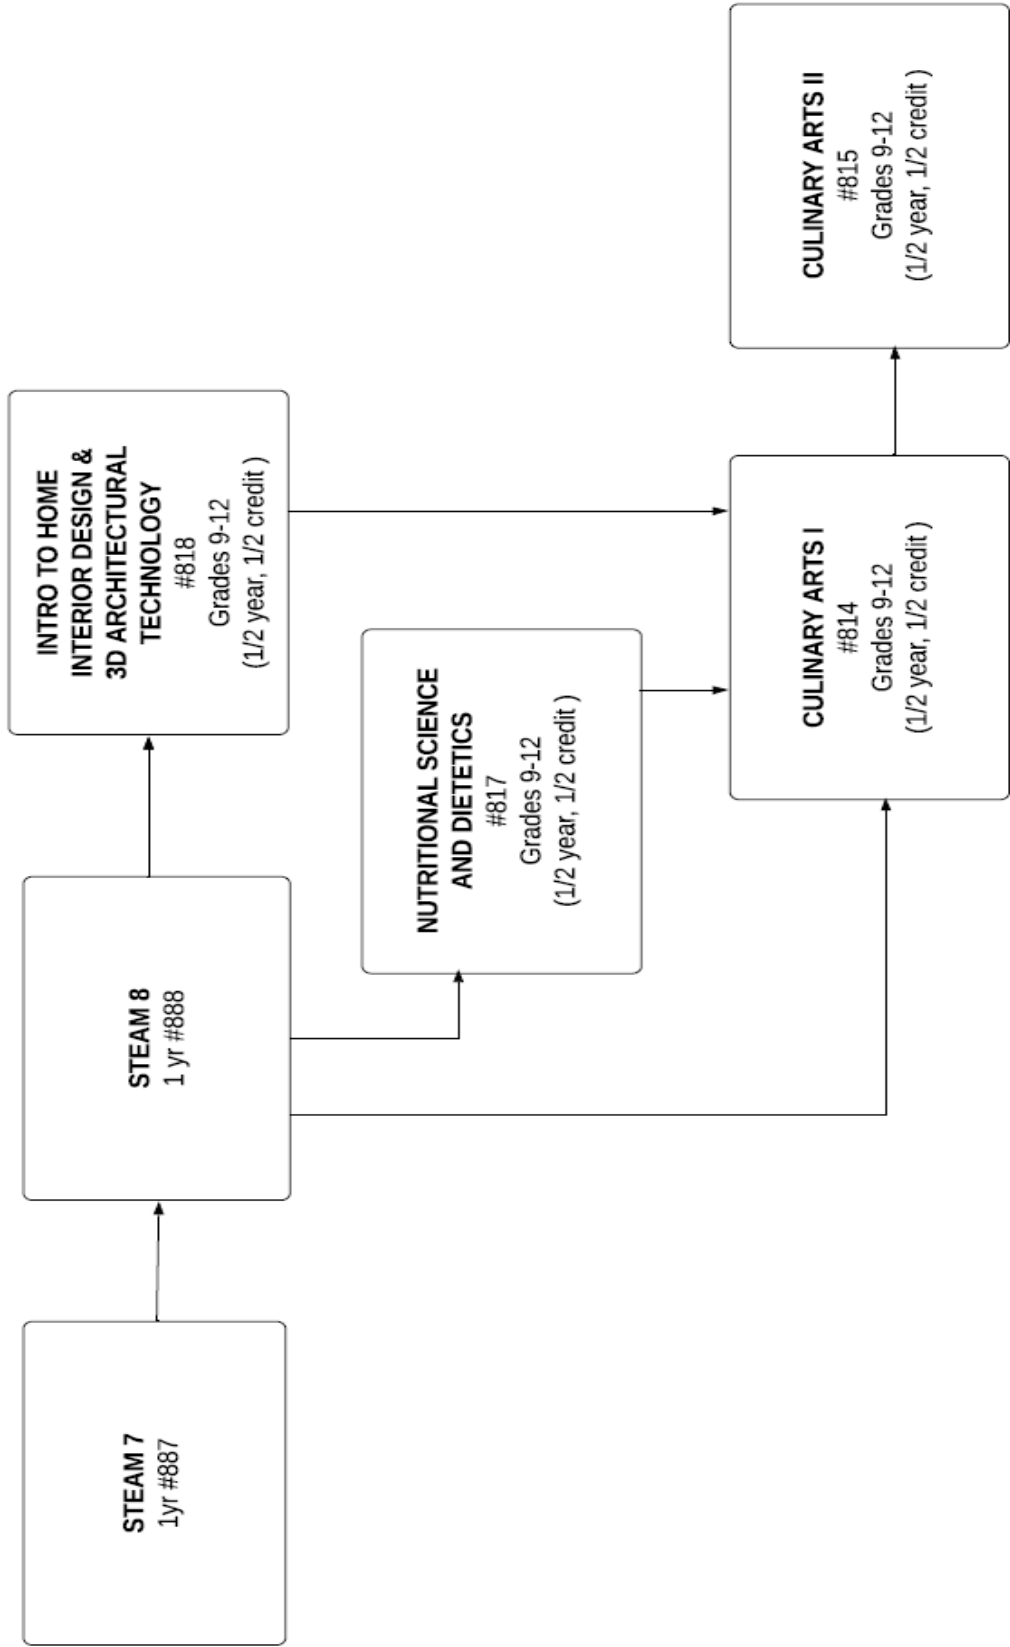 STEAM 7
1yr #887
STEAM 8
1 yr #888
INTRO TO HOME
INTERIOR DESIGN &
3D ARCHITECTURAL
TECHNOLOGY
#818
Grades 9-12
(1/2 year, 1/2 credit )
NUTRITIONAL SCIENCE
AND DIETETICS
#817
Grades 9-12
(1/2 year, 1/2 credit )
CULINARY ARTS I
#814
Grades 9-12
(1/2 year, 1/2 credit )
CULINARY ARTS II
#815
Grades 9-12
(1/2 year, 1/2 credit )